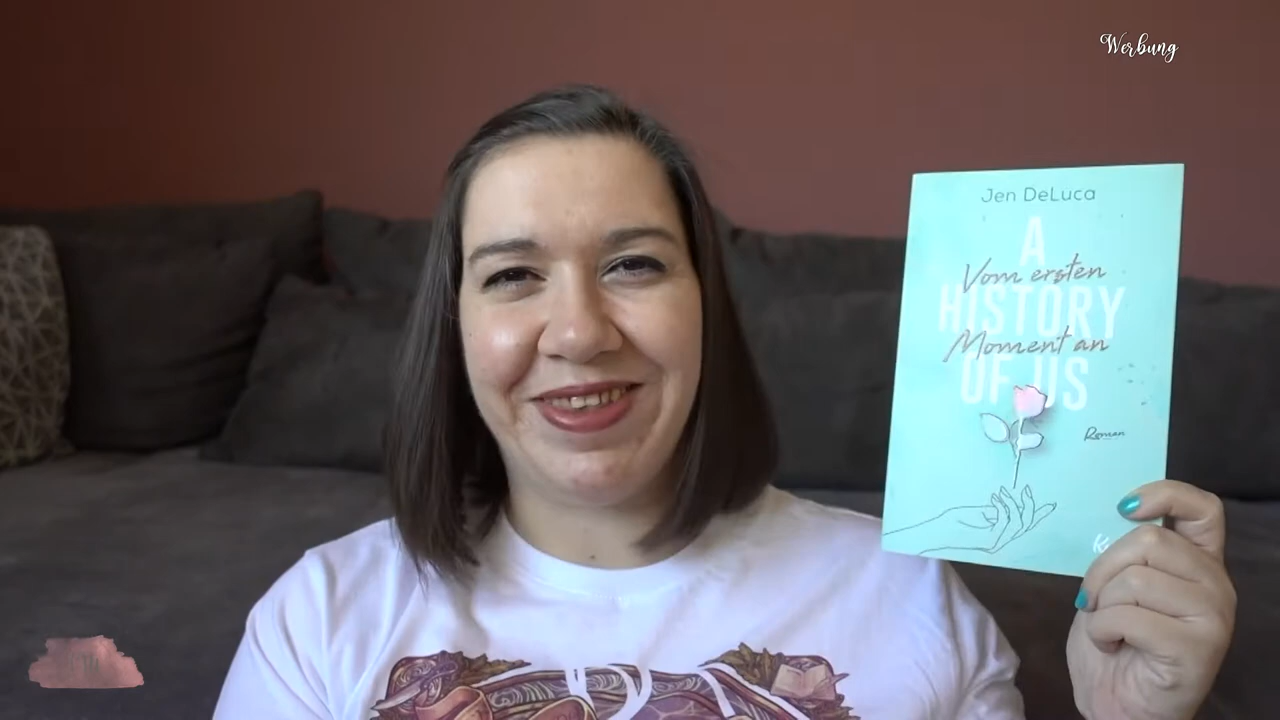 Werbung
Jen DeLuca
A
Vom ersten
HISTORY
Moment an
OF US
Roman